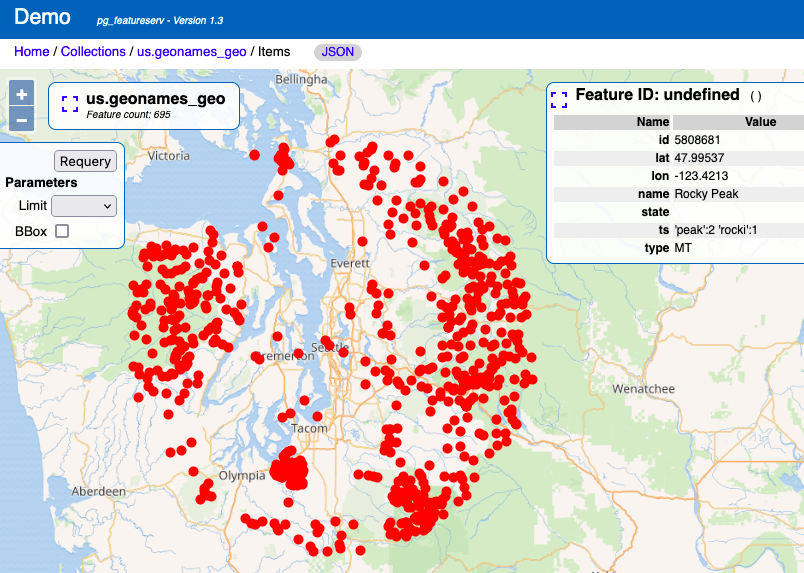 Demo pg_featureserv - Version 1.3
Home / Collections / us.geonames_geo / Items JSON
Bellingha
+
−
us.geonames_geo
Feature count: 695
Feature ID: undefined ( )
Name Value
id 5808681
lat 47.99537
lon -123.4213
name Rocky Peak
state
ts 'peak':2 'rocki':1
type MT
Victoria
Requery
Parameters
Limit
BBox
Everett
Seattle
Bremerton
Wenatchee
Tacom
Olympia
Aberdeen